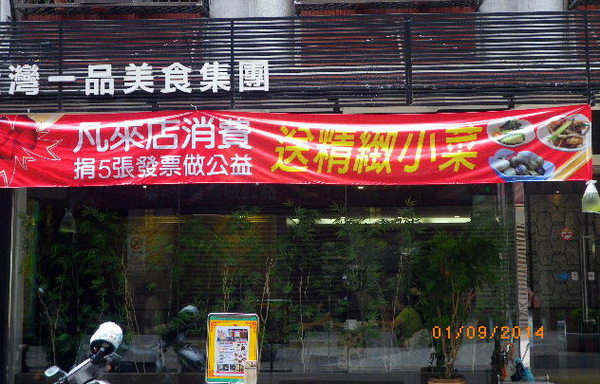 灣一品美食集團
凡來店消費
捐5張發票做公益
送精緻小菜
01/09/2014